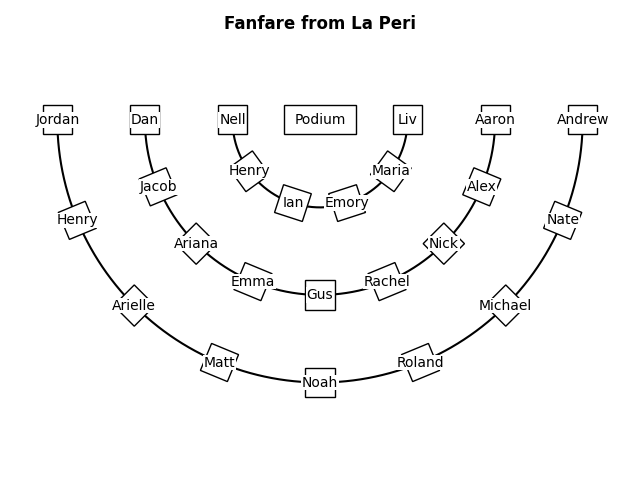 Fanfare from La Peri
Jordan Dan Nell Podium Liv Aaron Andrew
Henry Maria
Jacob Alex
Ian Emory
Henry Nate
Ariana Nick
Emma Rachel
Gus
Arielle Michael
Matt Roland
Noah